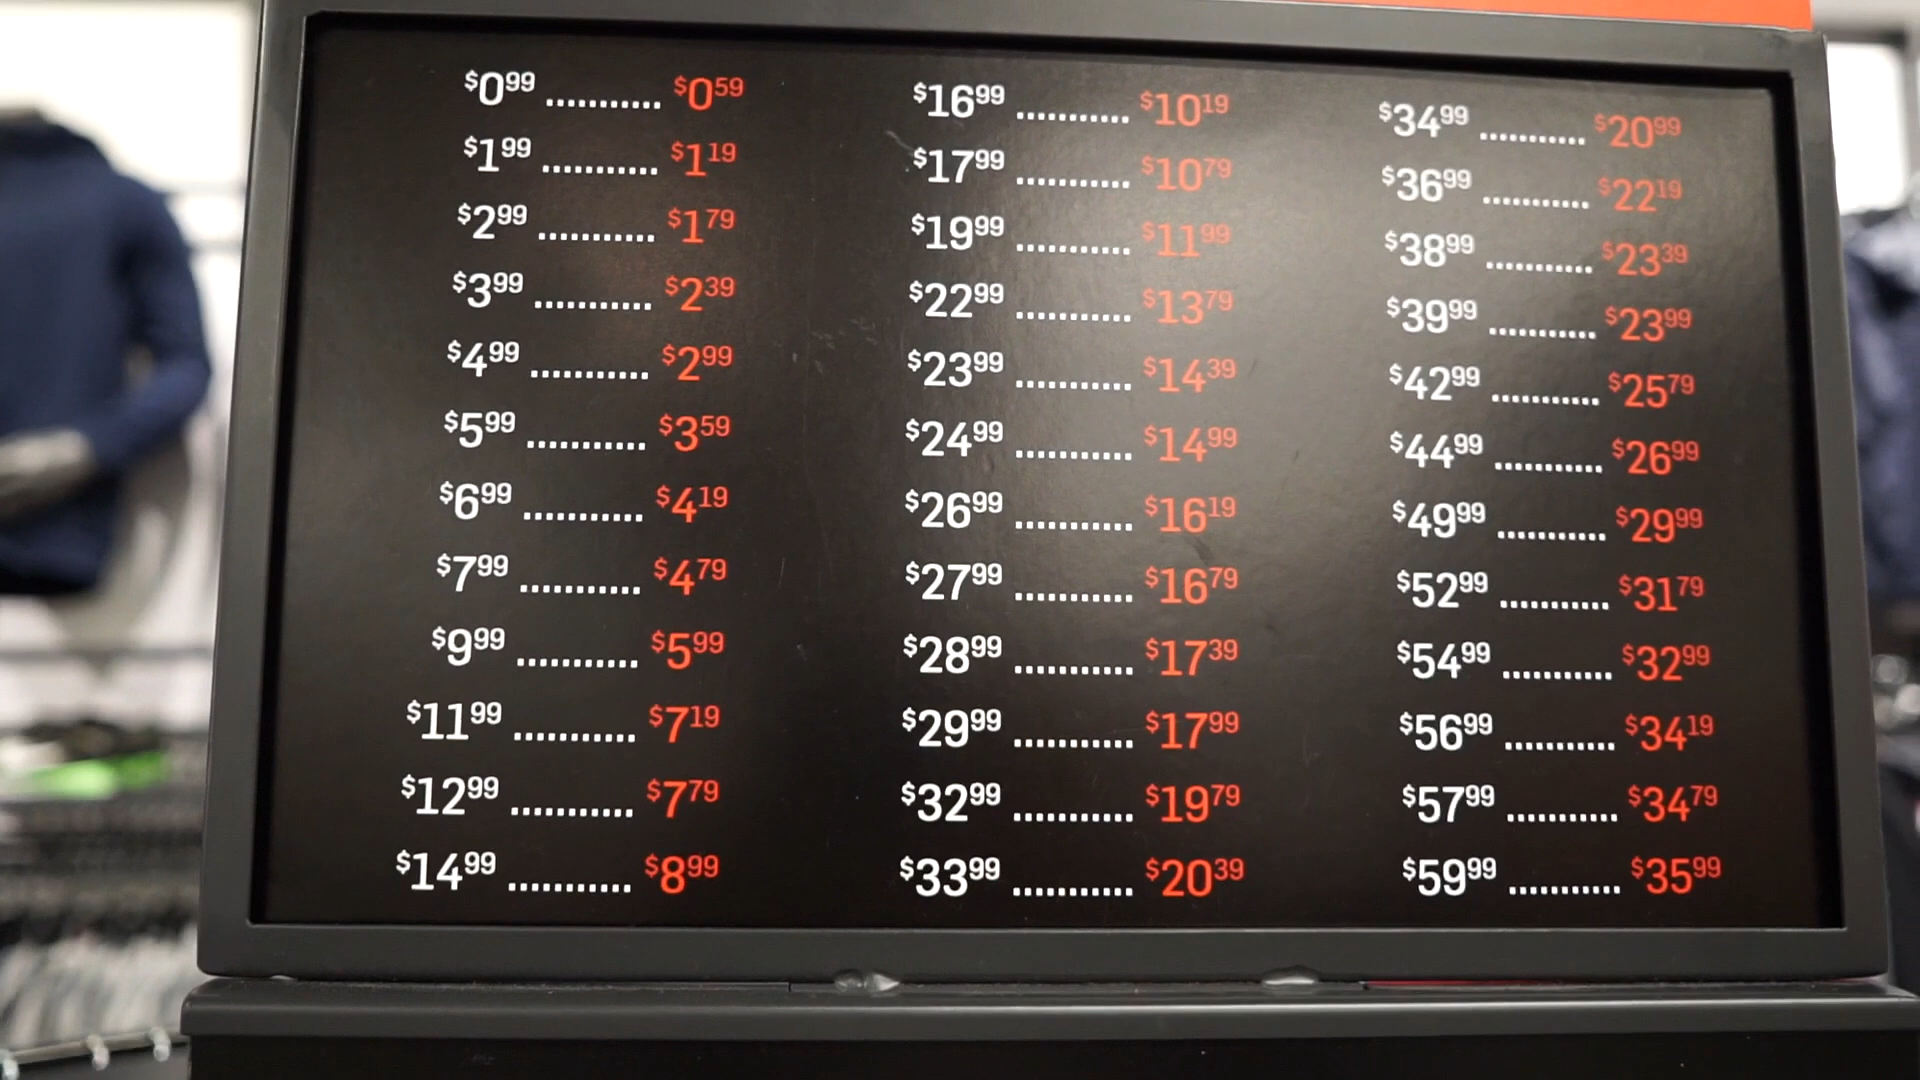 $0.99 ........... $0.59
$1.99 ........... $1.19
$2.99 ........... $1.79
$3.99 ........... $2.39
$4.99 ........... $2.99
$5.99 ........... $3.59
$6.99 ........... $4.19
$7.99 ........... $4.79
$9.99 ........... $5.99
$11.99 ........... $7.19
$12.99 ........... $7.79
$14.99 ........... $8.99
$16.99 ........... $10.19
$17.99 ........... $10.79
$19.99 ........... $11.99
$22.99 ........... $13.79
$23.99 ........... $14.39
$24.99 ........... $14.99
$26.99 ........... $16.19
$27.99 ........... $16.79
$28.99 ........... $17.39
$29.99 ........... $17.99
$32.99 ........... $19.79
$33.99 ........... $20.39
$34.99 ........... $20.99
$36.99 ........... $22.19
$38.99 ........... $23.39
$39.99 ........... $23.99
$42.99 ........... $25.79
$44.99 ........... $26.99
$49.99 ........... $29.99
$52.99 ........... $31.79
$54.99 ........... $32.99
$56.99 ........... $34.19
$57.99 ........... $34.79
$59.99 ........... $35.99